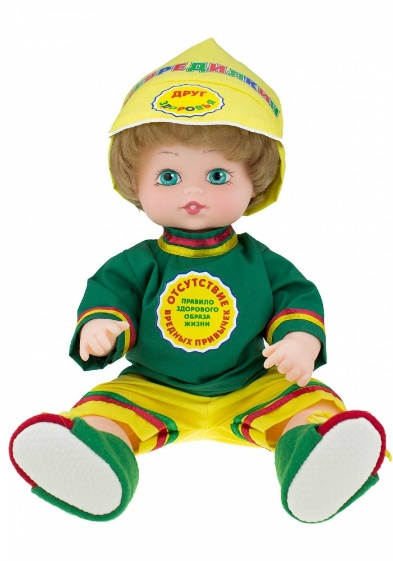 ДРУГ
ЗДОРОВЬЯ
ОТСУТСТВИЕ
ПРАВИЛО
ЗДОРОВОГО
ОБРАЗА
ЖИЗНИ
ВРЕДНЫХ ПРИВЫЧЕК